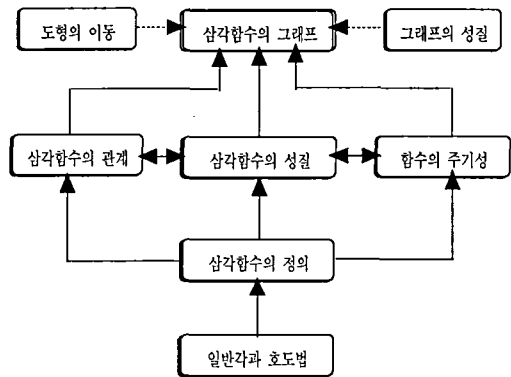 도형의 이동
삼각함수의 그래프
그래프의 성질
삼각함수의 관계
삼각함수의 성질
함수의 주기성
삼각함수의 정의
일반각과 호도법